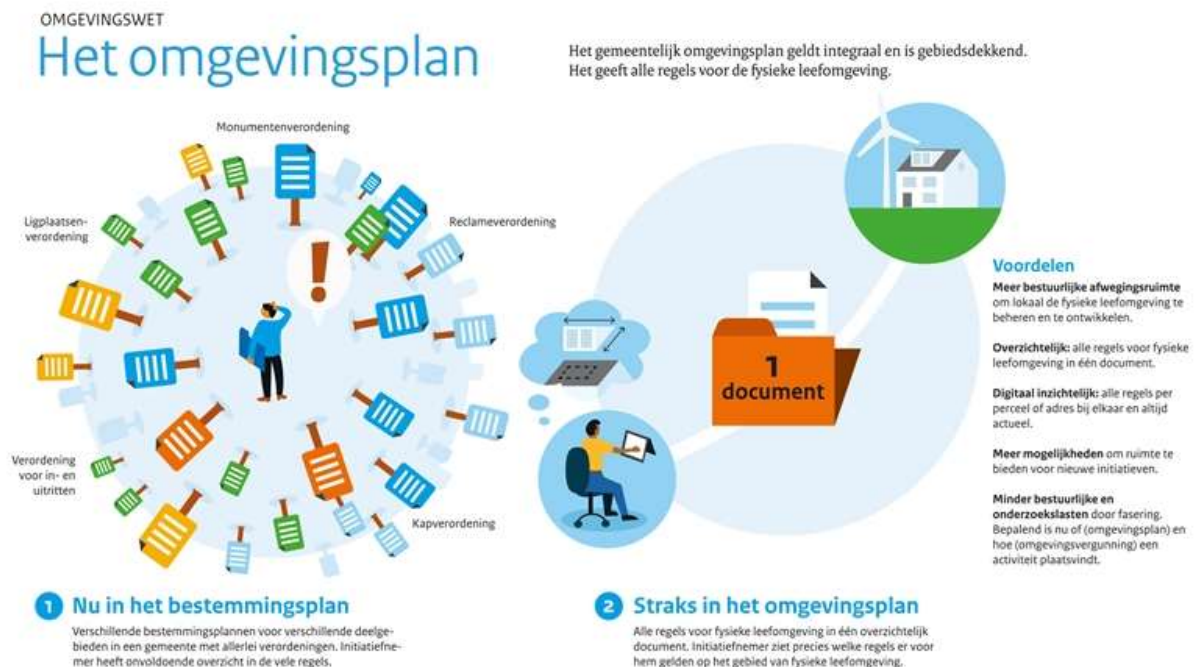 OMGEVINGSWET
Het omgevingsplan
Het gemeentelijk omgevingsplan geldt integraal en is gebiedsdekkend.
Het geeft alle regels voor de fysieke leefomgeving.
Monumentenverordening
Ligplaatsen-
verordening
Reclameverordening
Verordening
voor in- en
uitritten
Kapverordening
1
document
Voordelen
Meer bestuurlijke afwegingsruimte
om lokaal de fysieke leefomgeving te
beheren en te ontwikkelen.
Overzichtelijk: alle regels voor fysieke
leefomgeving in één document.
Digitaal inzichtelijk: alle regels per
perceel of adres bij elkaar en altijd
actueel.
Meer mogelijkheden om ruimte te
bieden voor nieuwe initiatieven.
Minder bestuurlijke en
onderzoekslasten door fasering.
Bepalend is nu of (omgevingsplan) en
hoe (omgevingsvergunning) een
activiteit plaatsvindt.
1 Nu in het bestemmingsplan
Verschillende bestemmingsplannen voor verschillende deelge-
bieden in een gemeente met allerlei verordeningen. Initiatiefne-
mer heeft onvoldoende overzicht in de vele regels.
2 Straks in het omgevingsplan
Alle regels voor fysieke leefomgeving in één overzichtelijk
document. Initiatiefnemer ziet precies welke regels er voor
hem gelden op het gebied van fysieke leefomgeving.